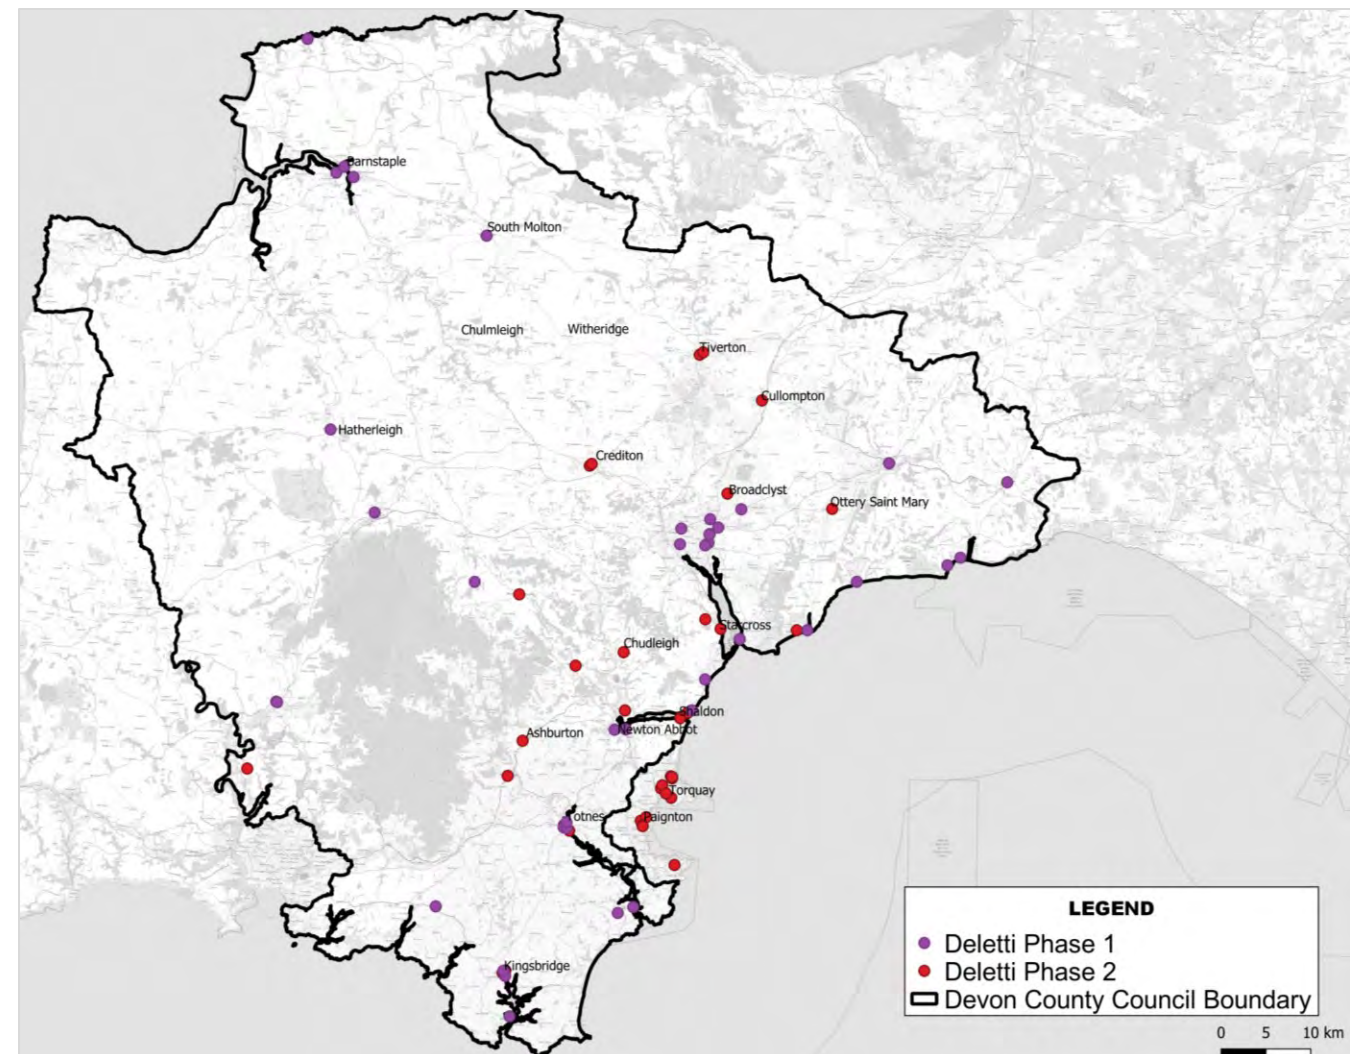 Barnstaple
South Molton
Chulmleigh
Witheridge
Tiverton
Cullompton
Hatherleigh
Crediton
Broadclyst
Ottery Saint Mary
Starcross
Chudleigh
Shaldon
Newton Abbot
Ashburton
Torquay
Totnes
Paignton
Kingsbridge
LEGEND
Deletti Phase 1
Deletti Phase 2
Devon County Council Boundary
0 5 10 km